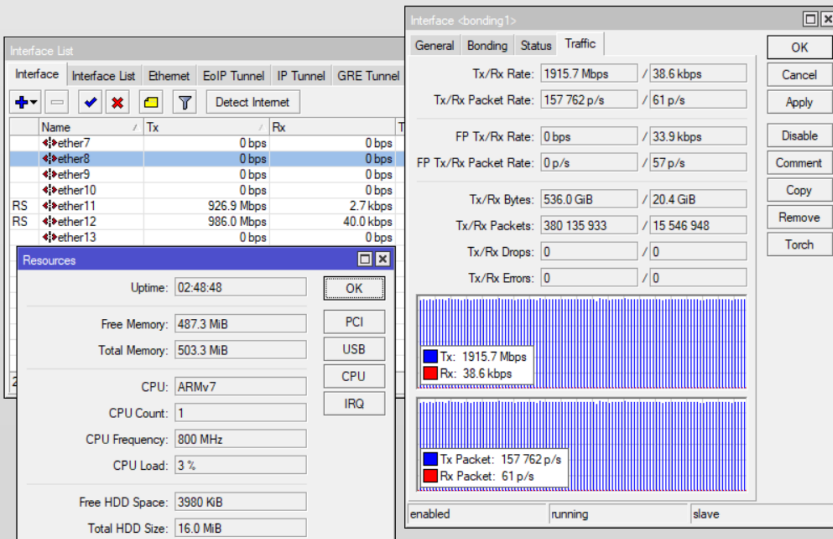 Interface List
Interface Interface List Ethernet EoIP Tunnel IP Tunnel GRE Tunnel
Detect Internet
Name / Tx / Rx T
ether7 0 bps 0 bps
ether8 0 bps 0 bps
ether9 0 bps 0 bps
ether10 0 bps 0 bps
RS ether11 926.9 Mbps 2.7 kbps
RS ether12 986.0 Mbps 40.0 kbps
ether13 0 bps 0 bps
2
Resources
Uptime: 02:48:48 OK
Free Memory: 487.3 MiB PCI
Total Memory: 503.3 MiB USB
CPU: ARMv7 CPU
CPU Count: 1 IRQ
CPU Frequency: 800 MHz
CPU Load: 3 %
Free HDD Space: 3980 KiB
Total HDD Size: 16.0 MiB
Interface <bonding1>
General Bonding Status Traffic
Tx/Rx Rate: 1915.7 Mbps / 38.6 kbps
Tx/Rx Packet Rate: 157 762 p/s / 61 p/s
FP Tx/Rx Rate: 0 bps / 33.9 kbps
FP Tx/Rx Packet Rate: 0 p/s / 57 p/s
Tx/Rx Bytes: 536.0 GiB / 20.4 GiB
Tx/Rx Packets: 380 135 933 / 15 546 948
Tx/Rx Drops: 0 / 0
Tx/Rx Errors: 0 / 0
Tx: 1915.7 Mbps
Rx: 38.6 kbps
Tx Packet: 157 762 p/s
Rx Packet: 61 p/s
enabled running slave
OK
Cancel
Apply
Disable
Comment
Copy
Remove
Torch